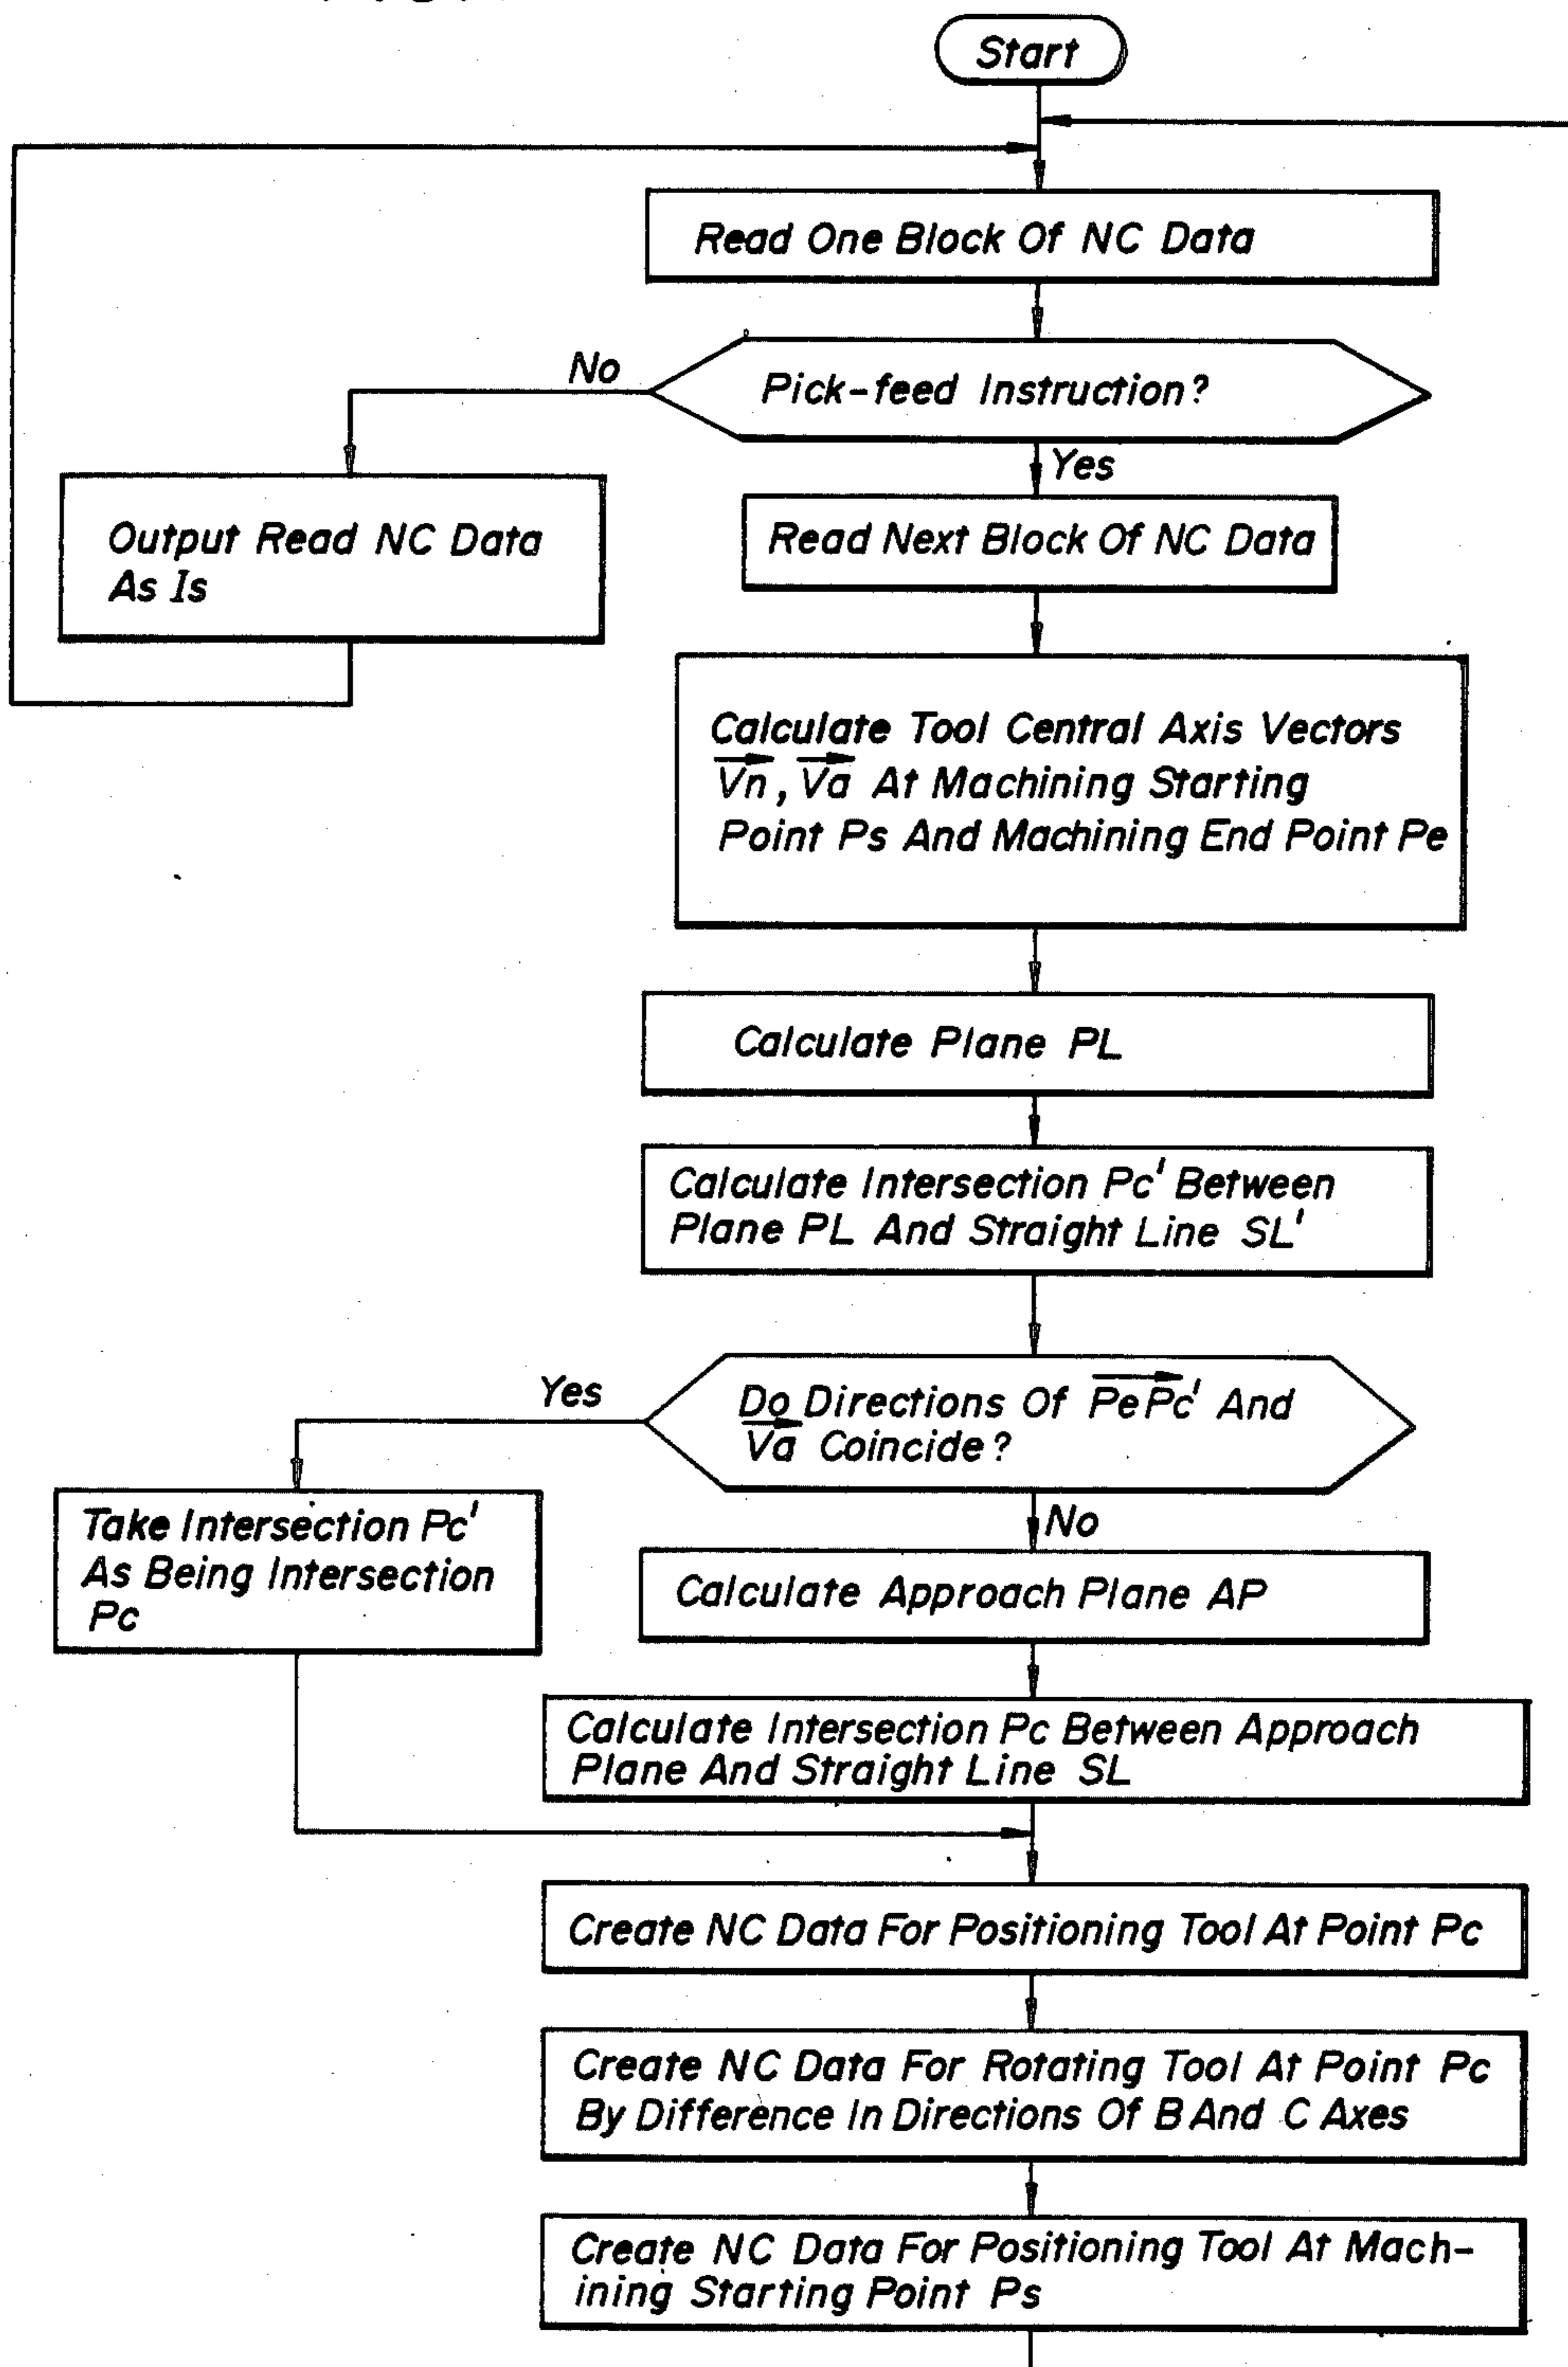 Start
Read One Block Of NC Data
No
Pick-feed Instruction?
Yes
Output Read NC Data
As Is
Read Next Block Of NC Data
Calculate Tool Central Axis Vectors
Vn, Va At Machining Starting
Point Ps And Machining End Point Pe
Calculate Plane PL
Calculate Intersection Pc' Between
Plane PL And Straight Line SL'
Yes
Do Directions Of PePc' And
Va Coincide?
No
Take Intersection Pc'
As Being Intersection
Pc
Calculate Approach Plane AP
Calculate Intersection Pc Between Approach
Plane And Straight Line SL
Create NC Data For Positioning Tool At Point Pc
Create NC Data For Rotating Tool At Point Pc
By Difference In Directions Of B And C Axes
Create NC Data For Positioning Tool At Mach-
ining Starting Point Ps